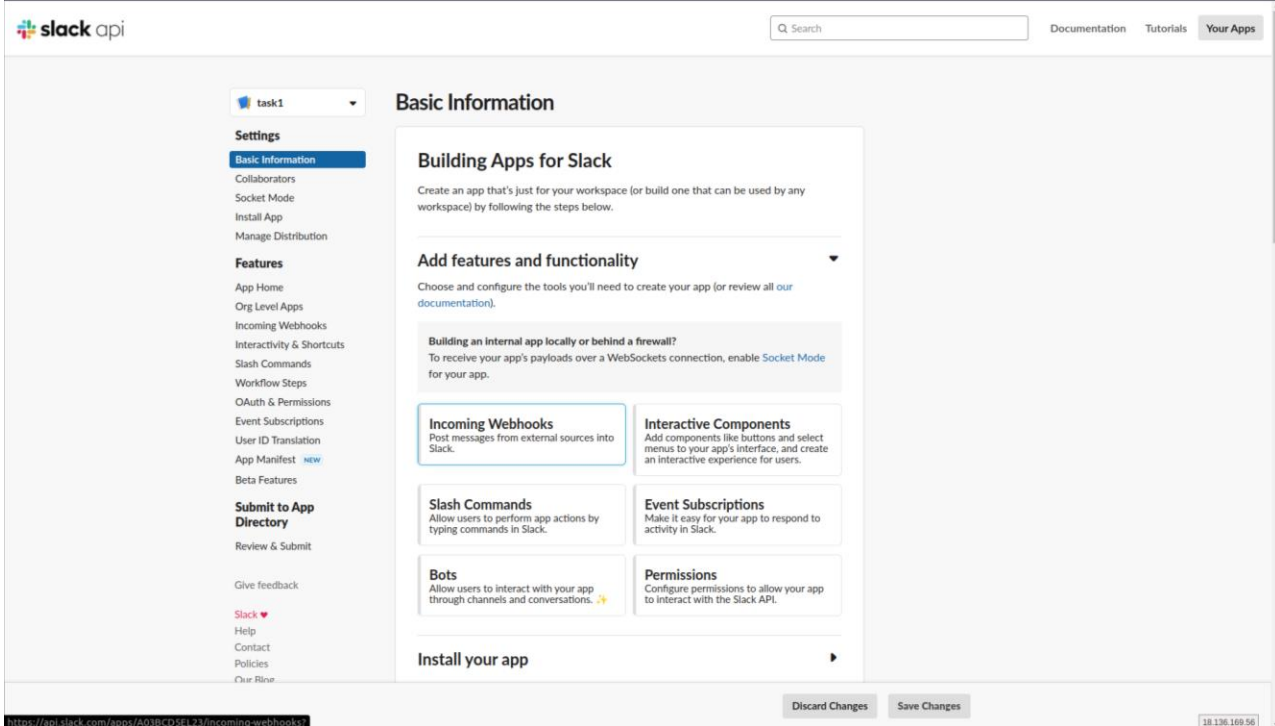 slack api
Search
Documentation
Tutorials
Your Apps
task1
Settings
Basic Information
Collaborators
Socket Mode
Install App
Manage Distribution
Features
App Home
Org Level Apps
Incoming Webhooks
Interactivity & Shortcuts
Slash Commands
Workflow Steps
OAuth & Permissions
Event Subscriptions
User ID Translation
App Manifest NEW
Beta Features
Submit to App
Directory
Review & Submit
Give feedback
Slack ♥
Help
Contact
Policies
Our Blog
Basic Information
Building Apps for Slack
Create an app that's just for your workspace (or build one that can be used by any
workspace) by following the steps below.
Add features and functionality
Choose and configure the tools you'll need to create your app (or review all our
documentation).
Building an internal app locally or behind a firewall?
To receive your app's payloads over a WebSockets connection, enable Socket Mode
for your app.
Incoming Webhooks
Post messages from external sources into
Slack.
Interactive Components
Add components like buttons and select
menus to your app's interface, and create
an interactive experience for users.
Slash Commands
Allow users to perform app actions by
typing commands in Slack.
Event Subscriptions
Make it easy for your app to respond to
activity in Slack.
Bots
Allow users to interact with your app
through channels and conversations. ✨
Permissions
Configure permissions to allow your app
to interact with the Slack API.
Install your app
Discard Changes
Save Changes
https://api.slack.com/apps/A03BCDSEL23/incoming-webhooks?
18.136.169.56